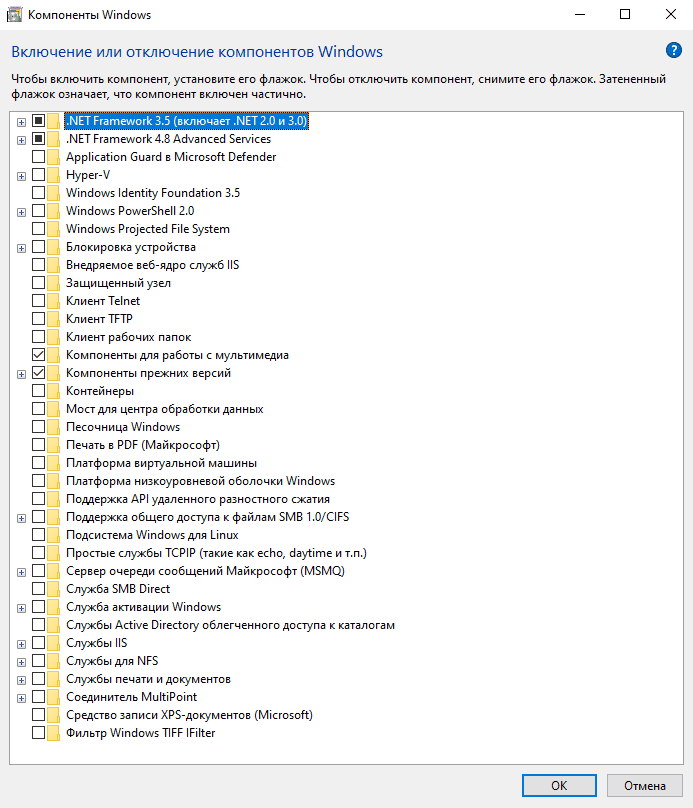 Компоненты Windows
Включение или отключение компонентов Windows
?
Чтобы включить компонент, установите его флажок. Чтобы отключить компонент, снимите его флажок. Затененный
флажок означает, что компонент включен частично.
.NET Framework 3.5 (включает .NET 2.0 и 3.0)
.NET Framework 4.8 Advanced Services
Application Guard в Microsoft Defender
Hyper-V
Windows Identity Foundation 3.5
Windows PowerShell 2.0
Windows Projected File System
Блокировка устройства
Внедряемое веб-ядро служб IIS
Защищенный узел
Клиент Telnet
Клиент TFTP
Клиент рабочих папок
Компоненты для работы с мультимедиа
Компоненты прежних версий
Контейнеры
Мост для центра обработки данных
Песочница Windows
Печать в PDF (Майкрософт)
Платформа виртуальной машины
Платформа низкоуровневой оболочки Windows
Поддержка API удаленного разностного сжатия
Поддержка общего доступа к файлам SMB 1.0/CIFS
Подсистема Windows для Linux
Простые службы TCPIP (такие как echo, daytime и т.п.)
Сервер очереди сообщений Майкрософт (MSMQ)
Служба SMB Direct
Служба активации Windows
Службы Active Directory облегченного доступа к каталогам
Службы IIS
Службы для NFS
Службы печати и документов
Соединитель MultiPoint
Средство записи XPS-документов (Microsoft)
Фильтр Windows TIFF IFilter
ОК
Отмена